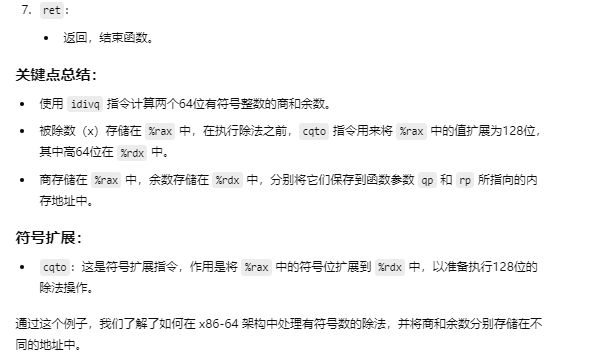 7. ret：
返回，结束函数。
关键点总结：
使用 idivq 指令计算两个64位有符号整数的商和余数。
被除数（x）存储在 %rax 中，在执行除法之前，cqto 指令用来将 %rax 中的值扩展为128位，
其中高64位在 %rdx 中。
商存储在 %rax 中，余数存储在 %rdx 中，分别将它们保存到函数参数 qp 和 rp 所指向的内
存地址中。
符号扩展：
cqto：这是符号扩展指令，作用是将 %rax 中的符号位扩展到 %rdx 中，以准备执行128位的
除法操作。
通过这个例子，我们了解了如何在 x86-64 架构中处理有符号数的除法，并将商和余数分别存储在不
同的地址中。